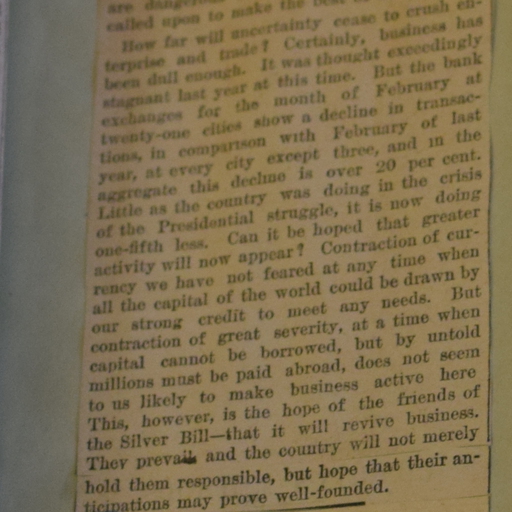 are dangerous
called upon to make the best
How far will uncertainty cease to crush en-
terprise and trade? Certainly, business has
been dull enough. It was thought exceedingly
stagnant last year at this time. But the bank
exchanges for the month of February at
twenty-one cities show a decline in transac-
tions, in comparison with February of last
year, at every city except three, and in the
aggregate this decline is over 20 per cent.
Little as the country was doing in the crisis
of the Presidential struggle, it is now doing
one-fifth less. Can it be hoped that greater
activity will now appear? Contraction of cur-
rency we have not feared at any time when
all the capital of the world could be drawn by
our strong credit to meet any needs. But
contraction of great severity, at a time when
capital cannot be borrowed, but by untold
millions must be paid abroad, does not seem
to us likely to make business active here
This, however, is the hope of the friends of
the Silver Bill—that it will revive business.
They prevail and the country will not merely
hold them responsible, but hope that their an-
ticipations may prove well-founded.